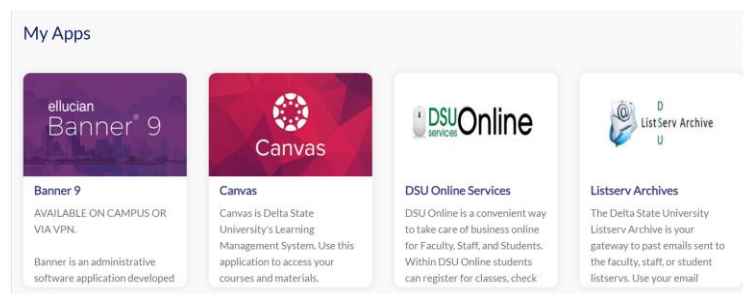 My Apps
ellucian
Banner® 9
Banner 9
AVAILABLE ON CAMPUS OR
VIA VPN.
Banner is an administrative
software application developed
Canvas
Canvas
Canvas is Delta State
University's Learning
Management System. Use this
application to access your
courses and materials.
DSU Online
services
DSU Online Services
DSU Online is a convenient way
to take care of business online
for Faculty, Staff, and Students.
Within DSU Online students
can register for classes, check
D
List Serv Archive
U
Listserv Archives
The Delta State University
Listserv Archive is your
gateway to past emails sent to
the faculty, staff, or student
listservs. Use your email